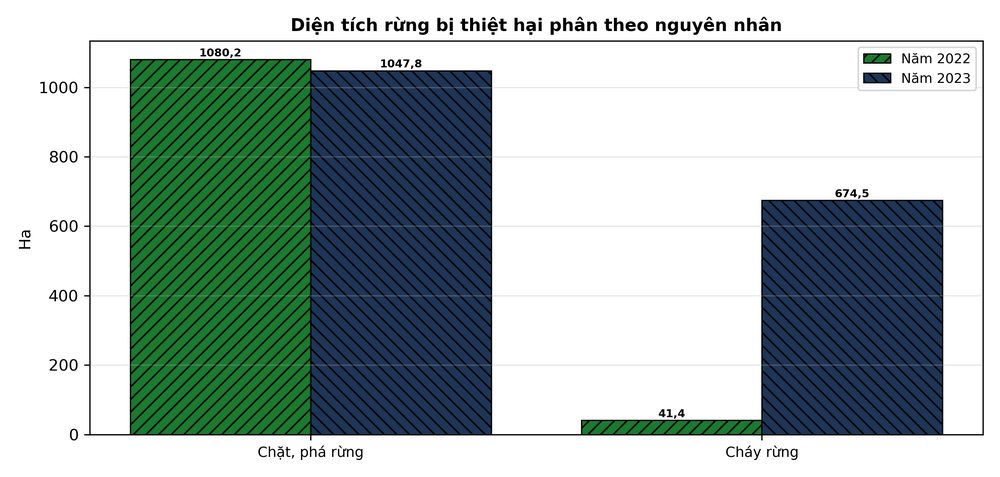 Diện tích rừng bị thiệt hại phân theo nguyên nhân
Năm 2022
Năm 2023
1080,2
1047,8
674,5
41,4
Ha
1000
800
600
400
200
0
Chặt, phá rừng
Cháy rừng